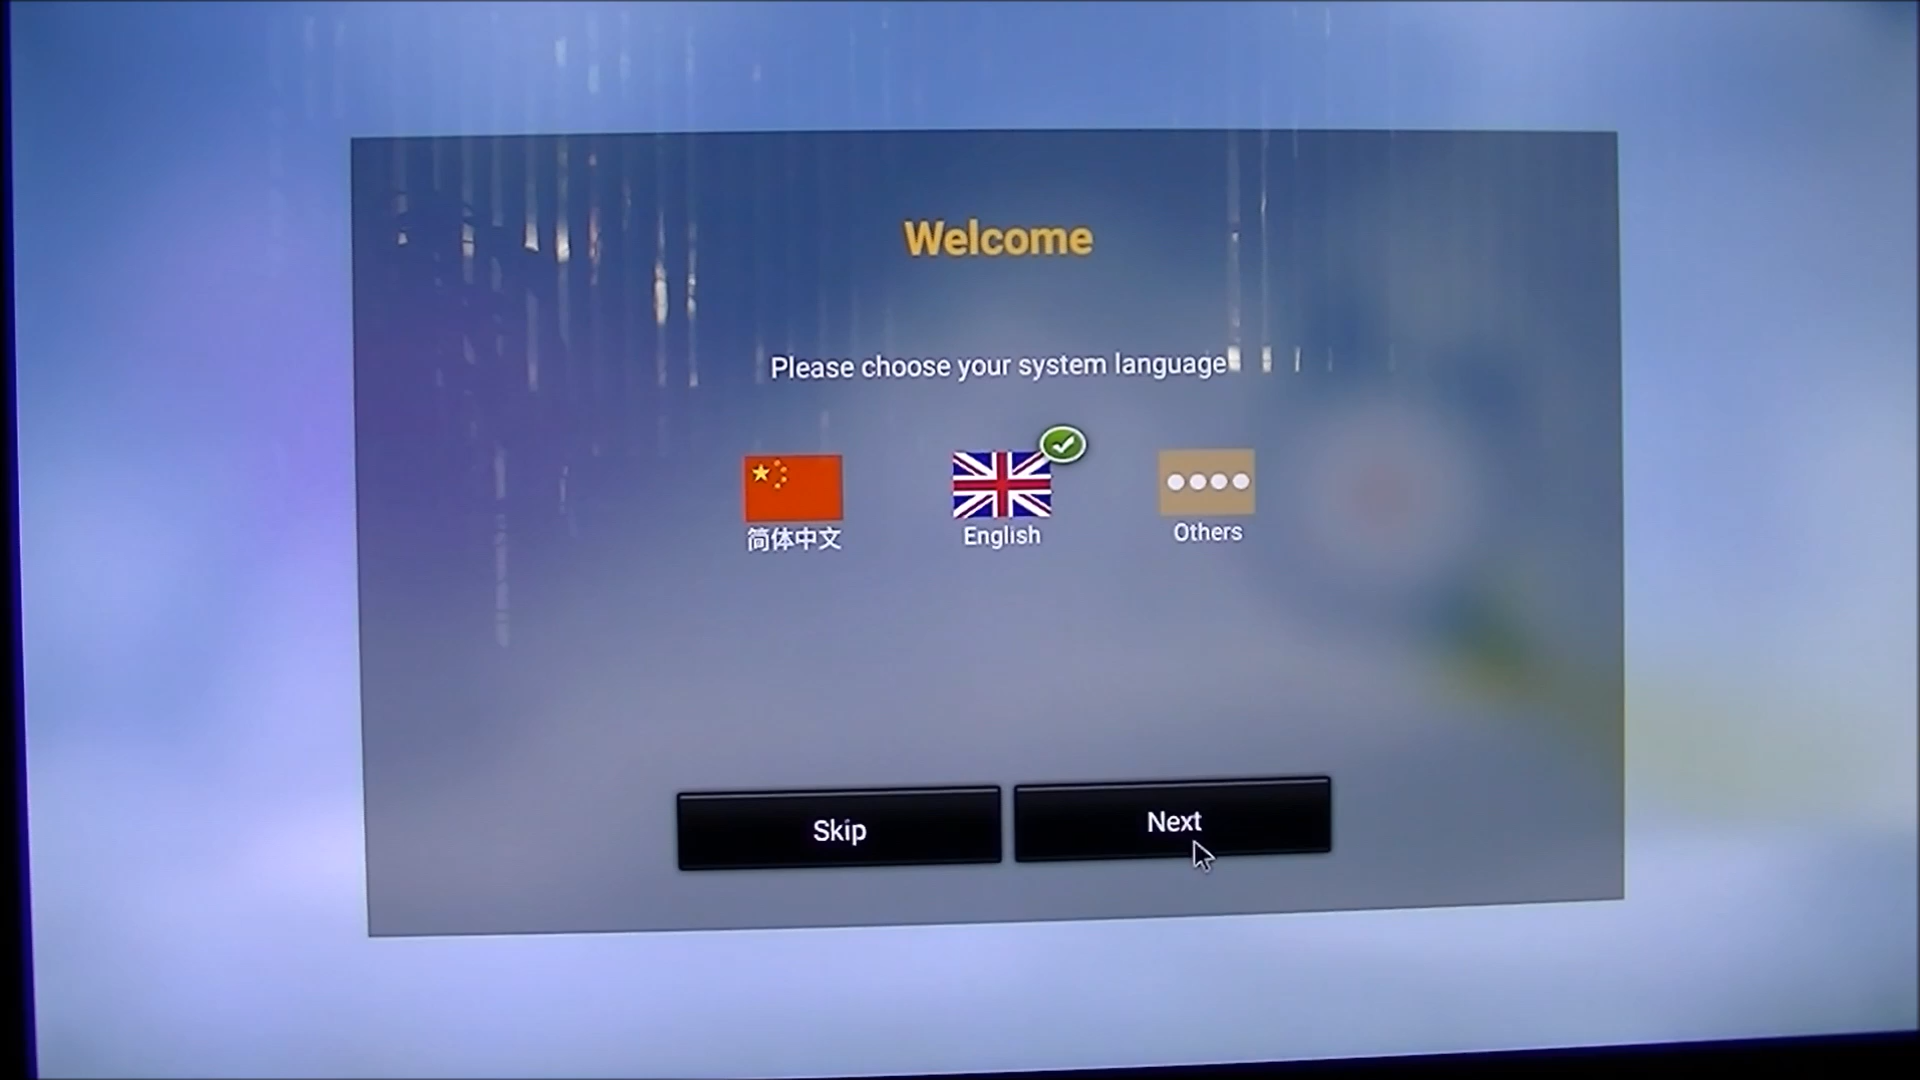 Welcome
Please choose your system language
简体中文
English
Others
Skip
Next